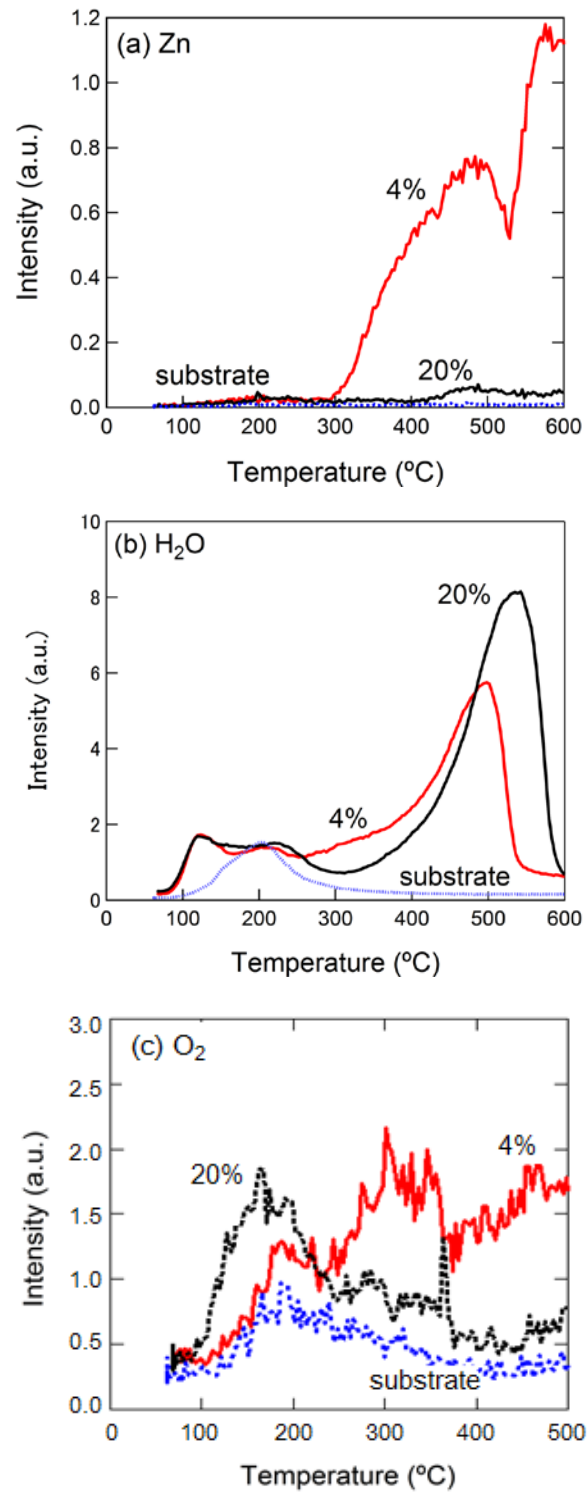 (a) Zn
1.2
1.0
0.8
0.6
0.4
0.2
0.0
Intensity (a.u.)
4%
substrate
20%
0 100 200 300 400 500 600
Temperature (ºC)
(b) H₂O
10
8
6
4
2
0
Intensity (a.u.)
20%
4%
substrate
0 100 200 300 400 500 600
Temperature (ºC)
(c) O₂
3.0
2.5
2.0
1.5
1.0
0.5
0.0
Intensity (a.u.)
20%
4%
substrate
0 100 200 300 400 500
Temperature (ºC)